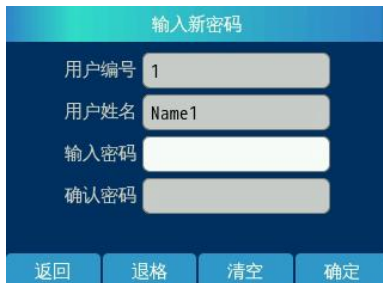 输入新密码
用户编号 1
用户姓名 Name1
输入密码
确认密码
返回 退格 清空 确定